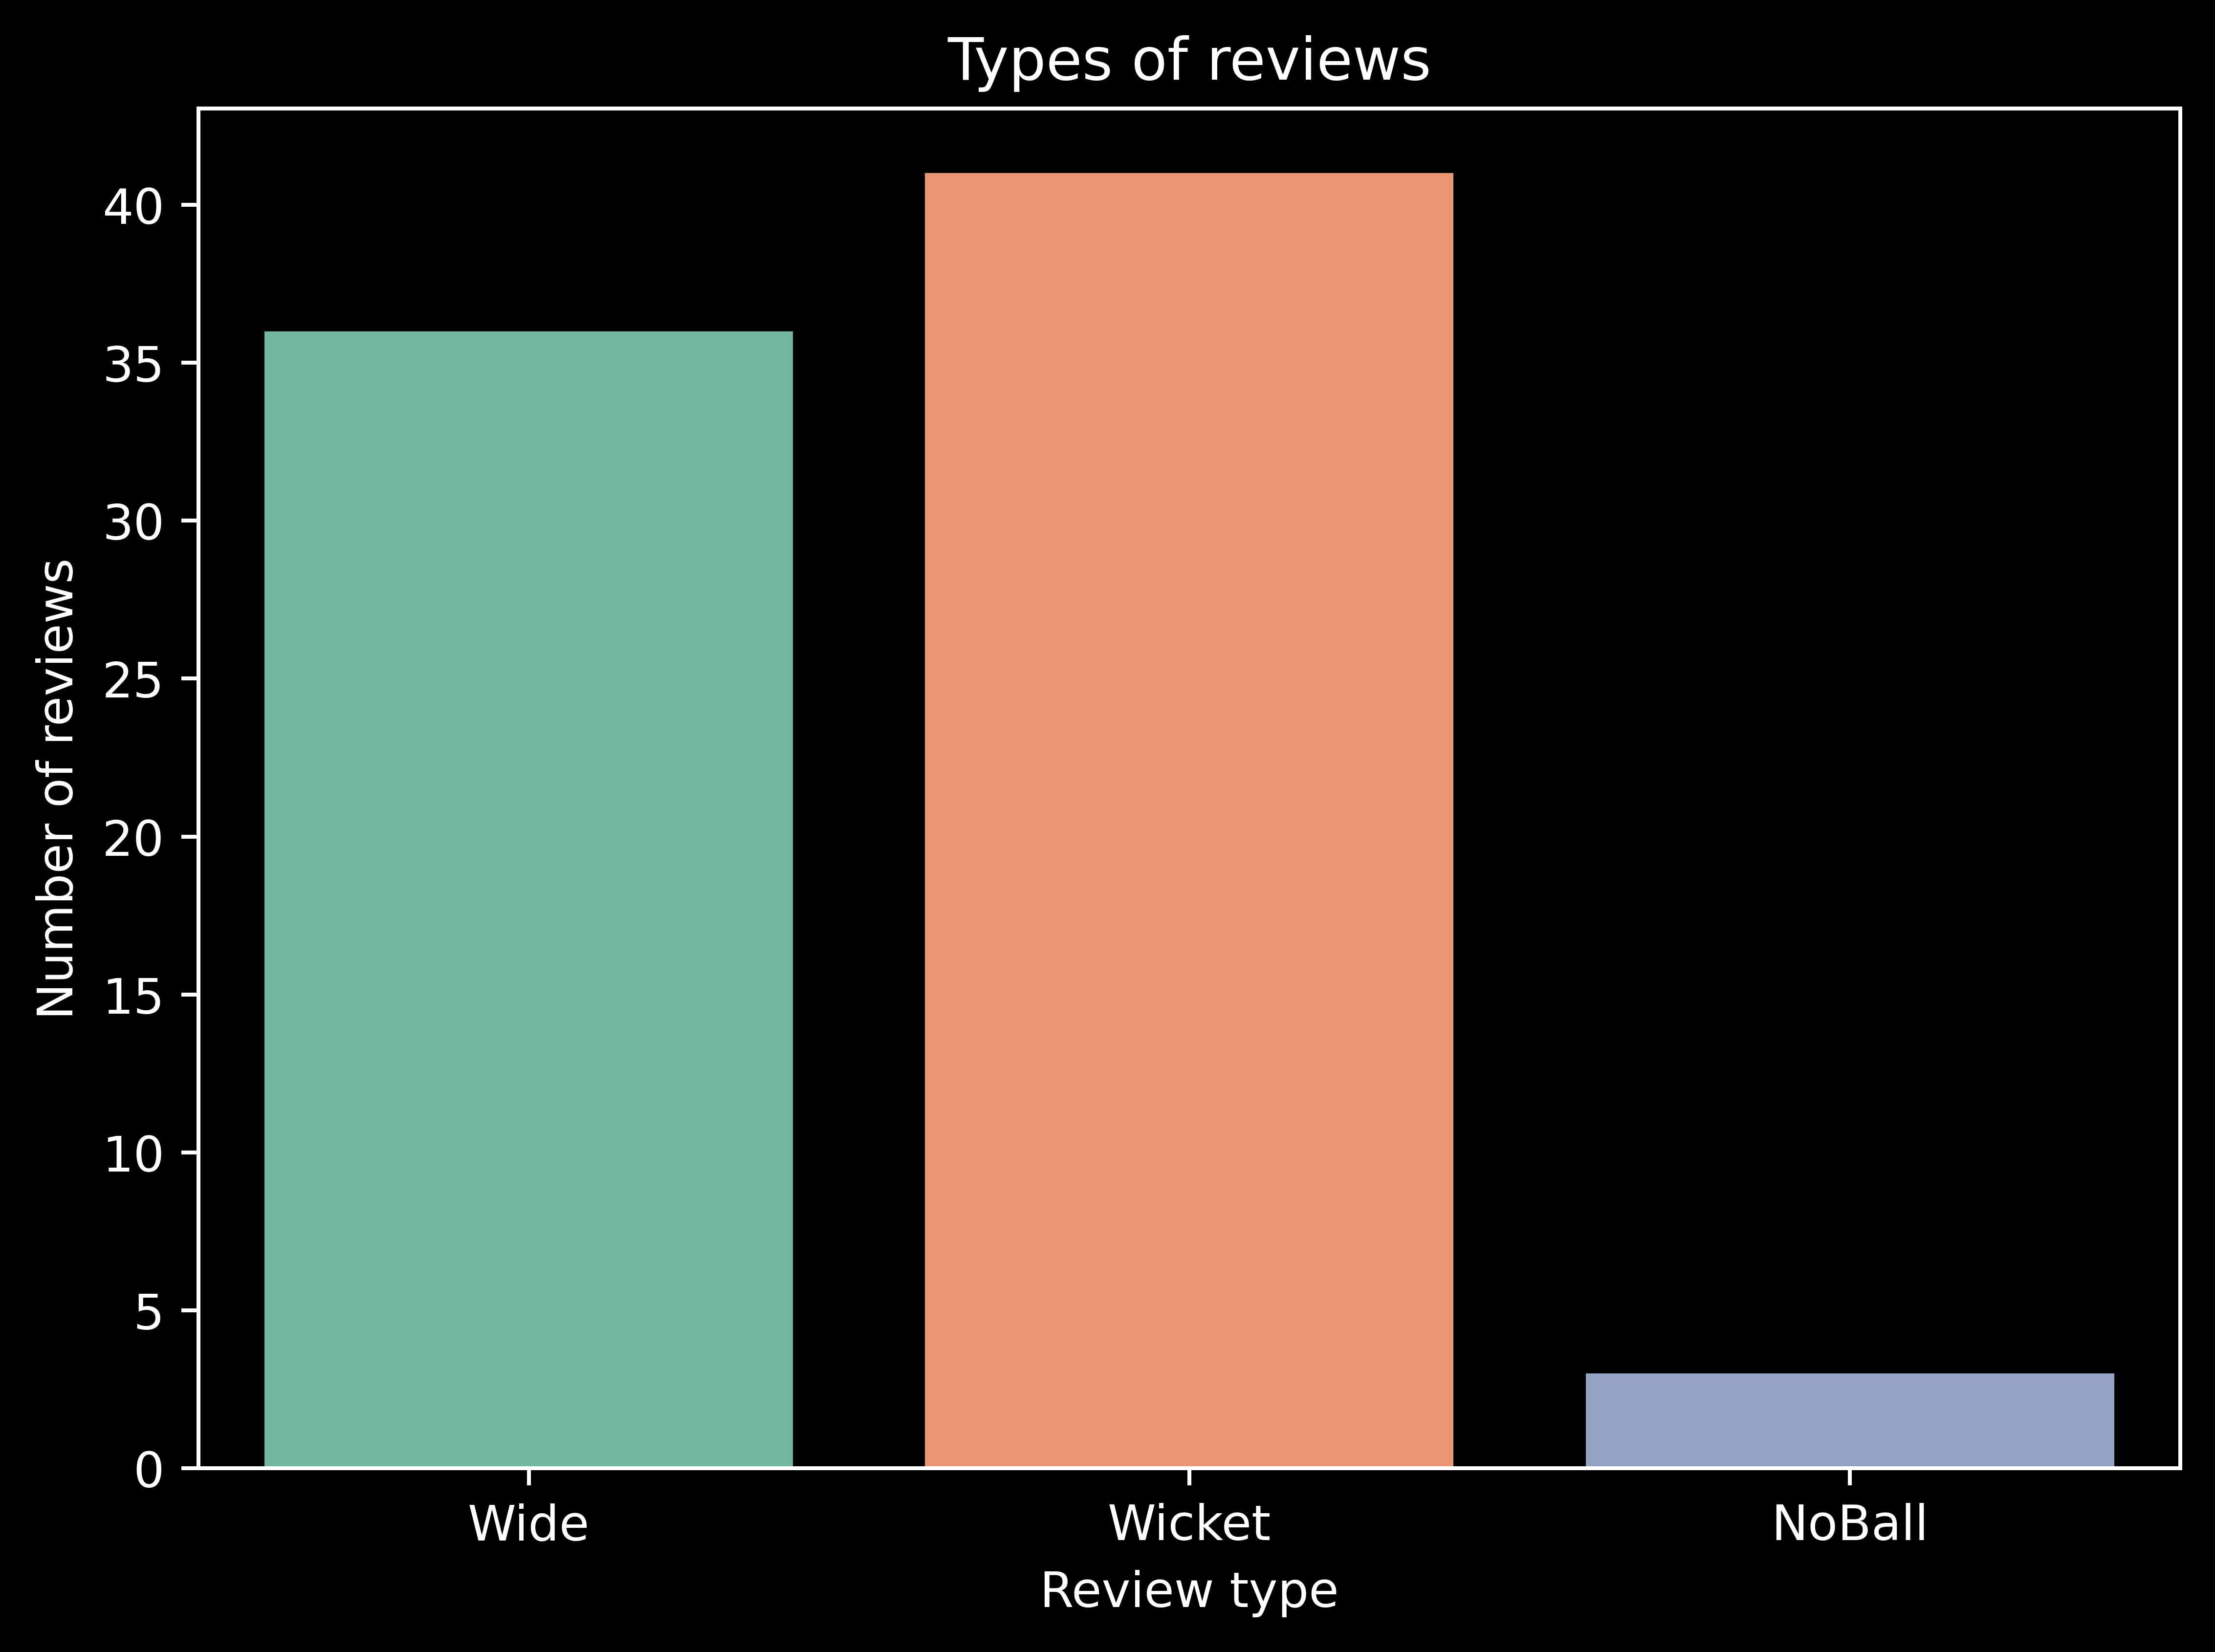 Types of reviews
Number of reviews
40
35
30
25
20
15
10
5
0
Wide
Wicket
NoBall
Review type